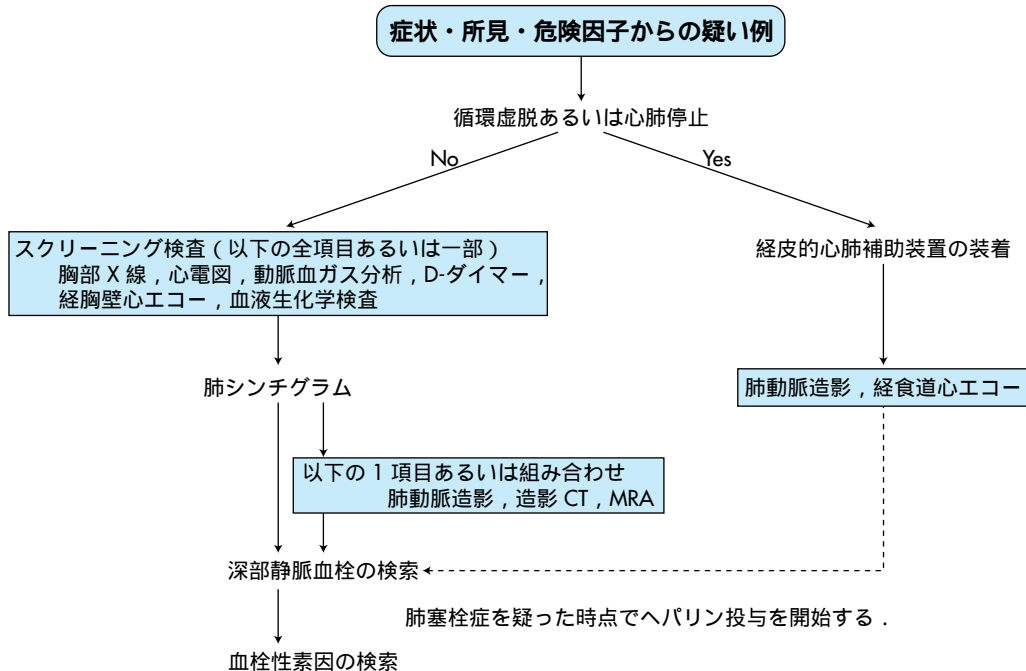 症状・所見・危険因子からの疑い例
循環虚脱あるいは心肺停止
No
Yes
スクリーニング検査（以下の全項目あるいは一部）
胸部 X 線，心電図，動脈血ガス分析，D-ダイマー，
経胸壁心エコー，血液生化学検査
経皮的心肺補助装置の装着
肺シンチグラム
肺動脈造影，経食道心エコー
以下の 1 項目あるいは組み合わせ
肺動脈造影，造影 CT，MRA
深部静脈血栓の検索
肺塞栓症を疑った時点でヘパリン投与を開始する．
血栓性素因の検索